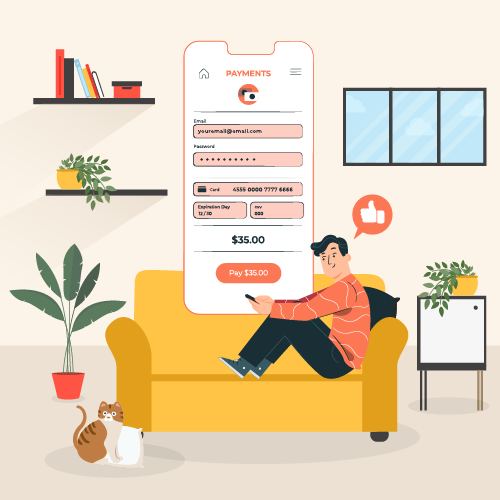 PAYMENTS
Email
youremail@email.com
Password
Card 4555 0000 7777 6666
Expiration Day
12 / 30
000
$35.00
Pay $35.00